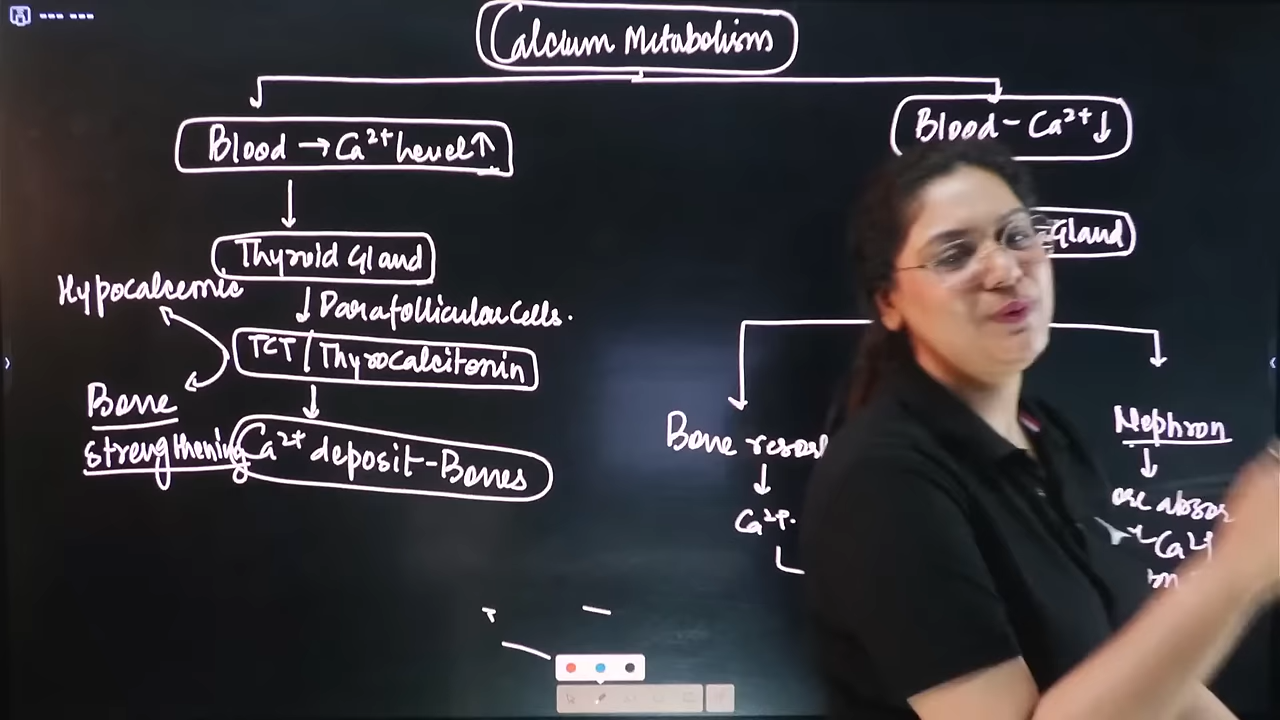 Calcium Metabolism
Blood → Ca²⁺ Level ↑
Blood - Ca²⁺ ↓
Thyroid Gland
Gland
Hypocalcemic
↓ Parafollicular Cells.
TCT / Thyrocalcitonin
Bone
strengthening
Ca²⁺ deposit - Bones
Bone
Nephron
Ca²⁺
Ca²⁺